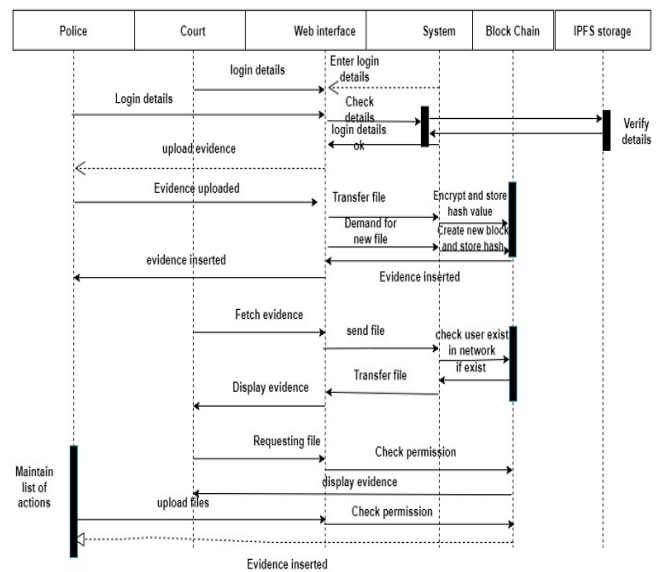 Police
Court
Web interface
System
Block Chain
IPFS storage
Enter login
details
login details
Login details
Check
details
login details
ok
Verify
details
upload evidence
Evidence uploaded
Transfer file
Encrypt and store
hash value
Demand for
new file
Create new block
and store hash
evidence inserted
Evidence inserted
Fetch evidence
send file
check user exist
in network
if exist
Transfer file
Display evidence
Requesting file
Check permission
Maintain
list of
actions
display evidence
upload files
Check permission
Evidence inserted